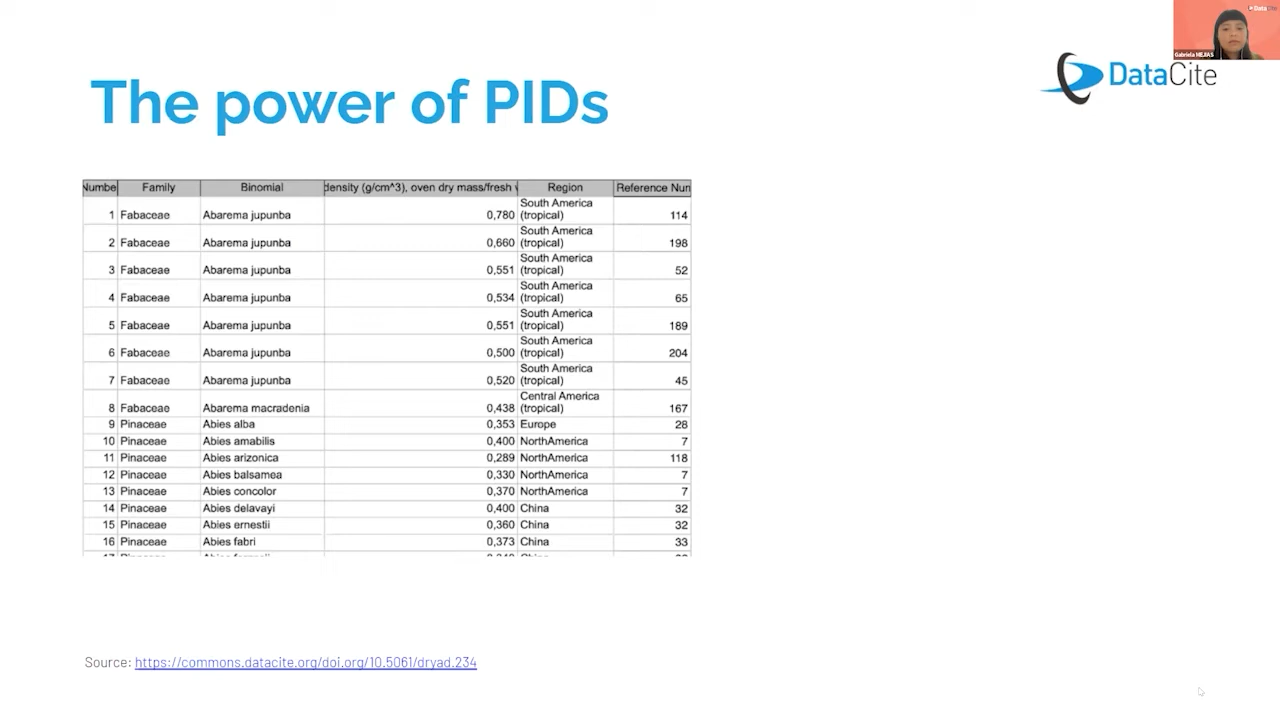 DataCite
Gabriela MEJIAS
DataCite
The power of PIDs
Numbe Family Binomial density (g/cm^3), oven dry mass/fresh v Region Reference Num
1 Fabaceae Abarema jupunba 0,780 South America (tropical) 114
2 Fabaceae Abarema jupunba 0,660 South America (tropical) 198
3 Fabaceae Abarema jupunba 0,551 South America (tropical) 52
4 Fabaceae Abarema jupunba 0,534 South America (tropical) 65
5 Fabaceae Abarema jupunba 0,551 South America (tropical) 189
6 Fabaceae Abarema jupunba 0,500 South America (tropical) 204
7 Fabaceae Abarema jupunba 0,520 South America (tropical) 45
8 Fabaceae Abarema macradenia 0,438 Central America (tropical) 167
9 Pinaceae Abies alba 0,353 Europe 28
10 Pinaceae Abies amabilis 0,400 NorthAmerica 7
11 Pinaceae Abies arizonica 0,289 NorthAmerica 118
12 Pinaceae Abies balsamea 0,330 NorthAmerica 7
13 Pinaceae Abies concolor 0,370 NorthAmerica 7
14 Pinaceae Abies delavayi 0,400 China 32
15 Pinaceae Abies ernestii 0,360 China 32
16 Pinaceae Abies fabri 0,373 China 33
Source: https://commons.datacite.org/doi.org/10.5061/dryad.234